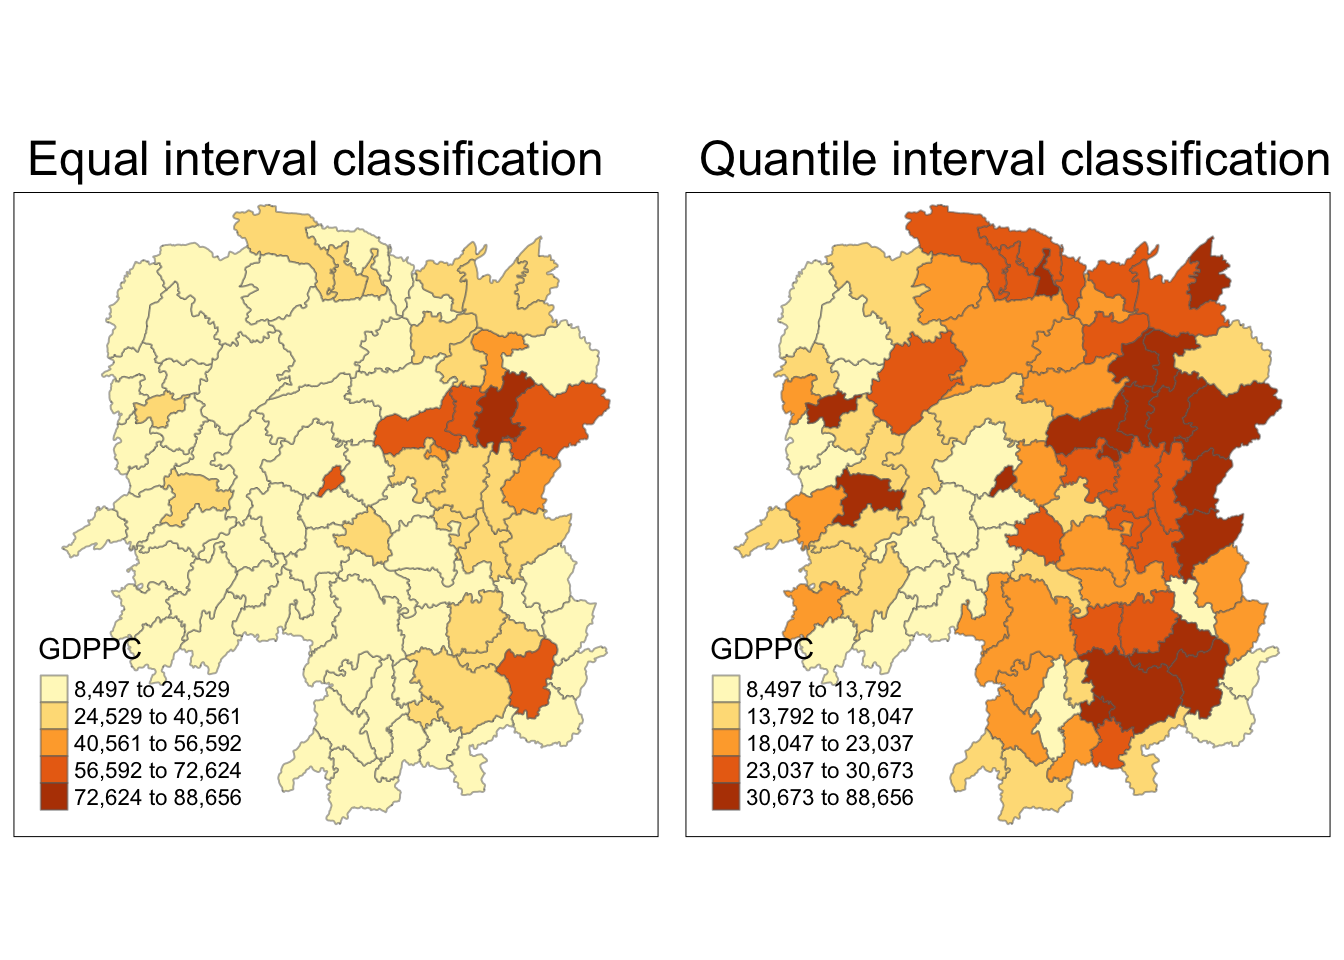 Equal interval classification
GDPPC
8,497 to 24,529
24,529 to 40,561
40,561 to 56,592
56,592 to 72,624
72,624 to 88,656
Quantile interval classification
GDPPC
8,497 to 13,792
13,792 to 18,047
18,047 to 23,037
23,037 to 30,673
30,673 to 88,656